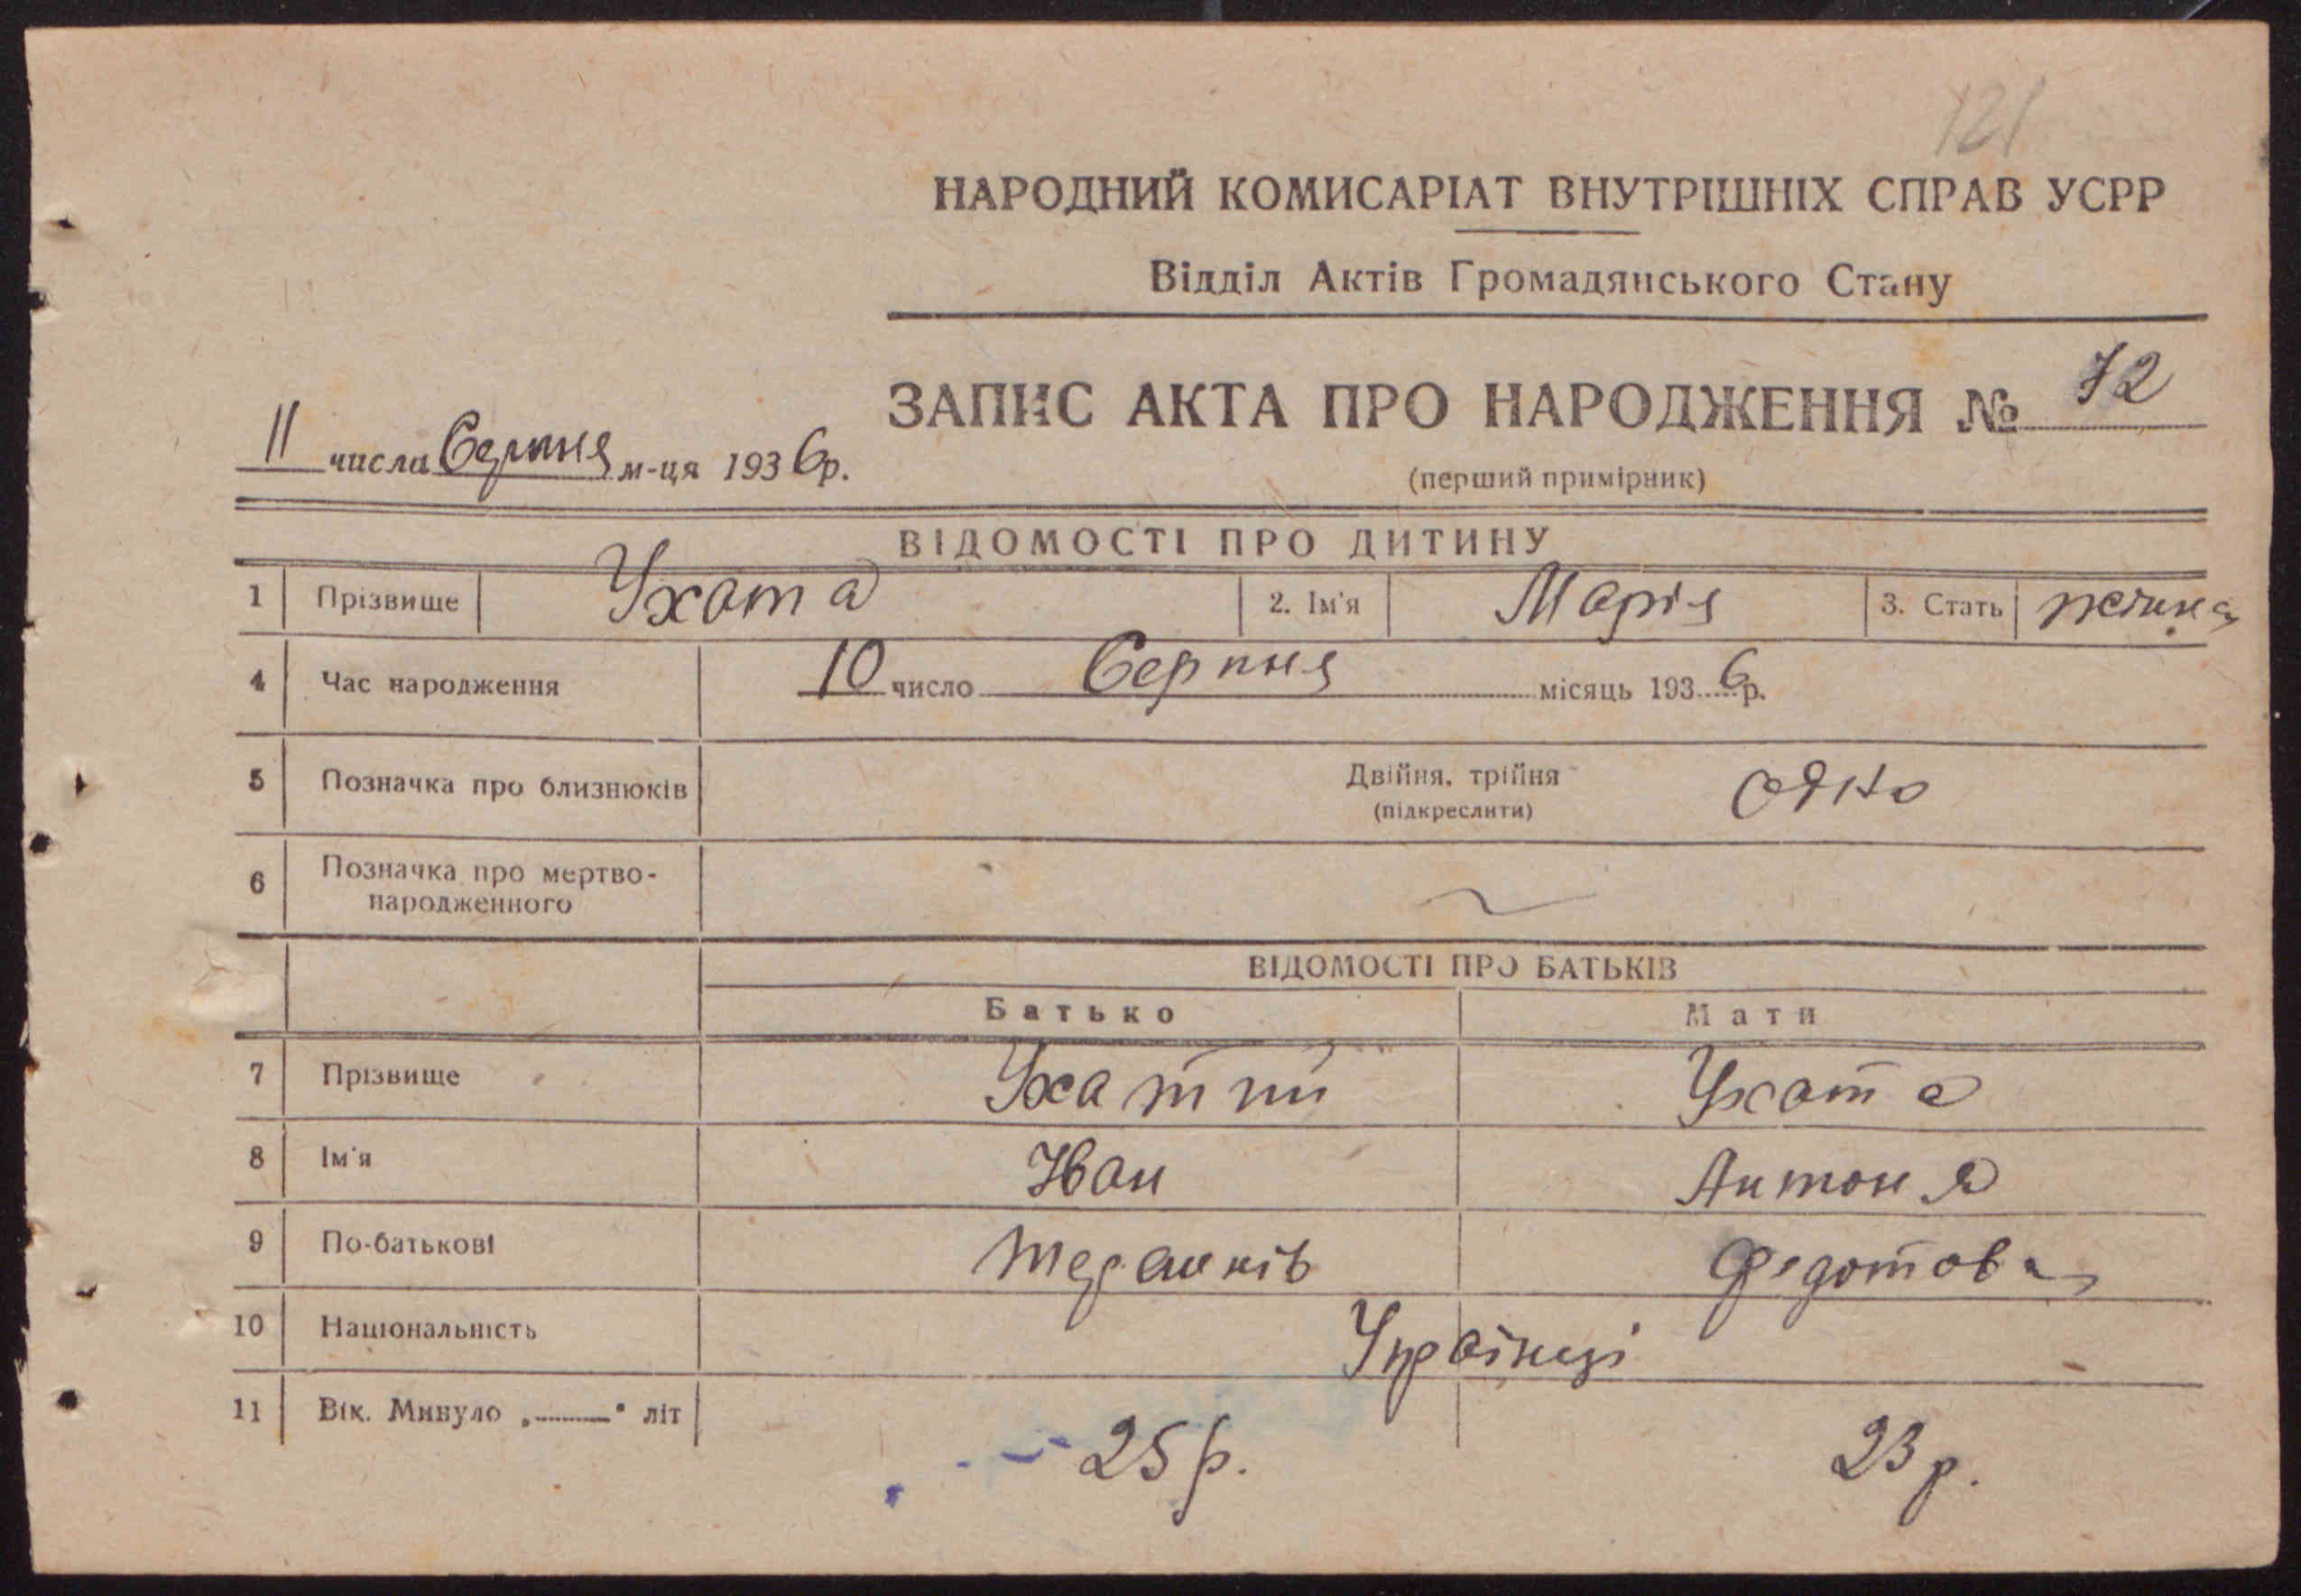 121
НАРОДНИЙ КОМИСАРІАТ ВНУТРІШНІХ СПРАВ УСРР
Відділ Актів Громадянського Стану
ЗАПИС АКТА ПРО НАРОДЖЕННЯ № 72
11 числа Серпня м-ця 1936 р.
(перший примірник)
ВІДОМОСТІ ПРО ДИТИНУ
1 Прізвище Ухата 2. Ім'я Марія 3. Стать
4 Час народження 10 число Серпня місяць 1936 р.
5 Позначка про близнюків Двійня, трійня одно
(підкреслити)
6 Позначка про мертво-
народженного
ВІДОМОСТІ ПРО БАТЬКІВ
Батько Мати
7 Прізвище Ухатий Ухата
8 Ім'я Іван Антоня
9 По-батькові Федотова
10 Національність Українці
11 Вік. Минуло „———" літ 25 р. 23 р.